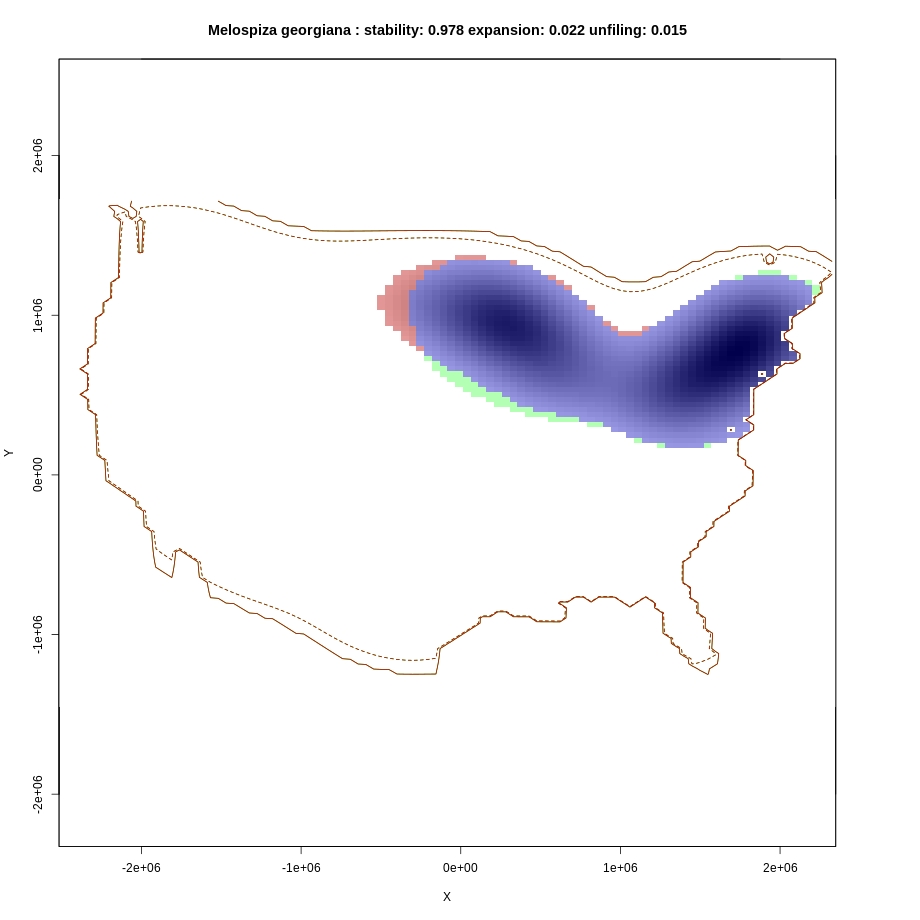 Melospiza georgiana : stability: 0.978 expansion: 0.022 unfiling: 0.015
2e+06
1e+06
0e+00
-1e+06
-2e+06
Y
-2e+06 -1e+06 0e+00 1e+06 2e+06
X